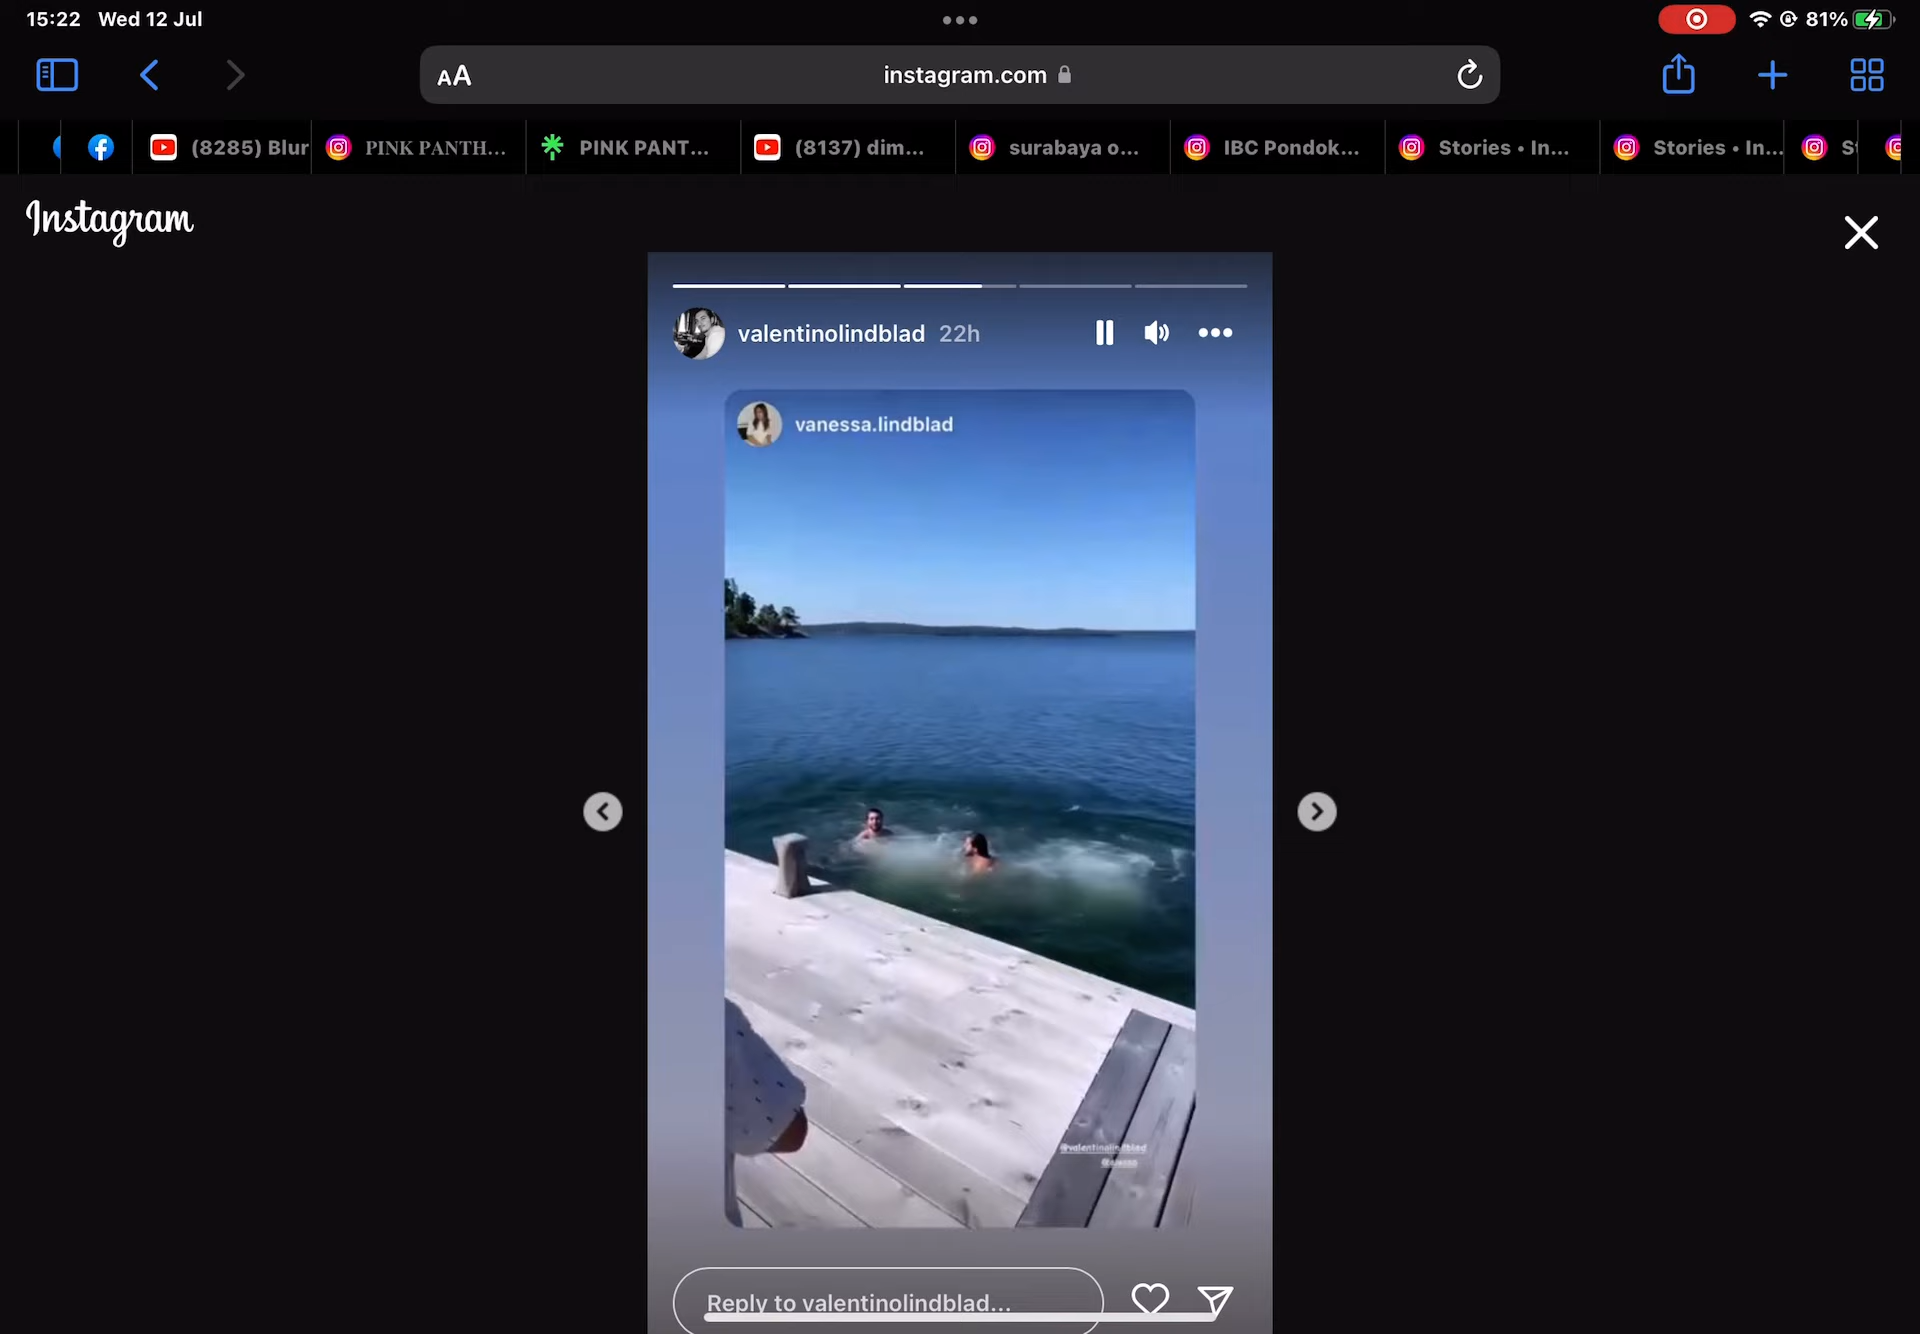 15:22 Wed 12 Jul
81%
AA
instagram.com
(8285) Blur
PINK PANTH...
PINK PANT...
(8137) dim...
surabaya o...
IBC Pondok...
Stories • In...
Stories • In...
Instagram
valentinolindblad 22h
vanessa.lindblad
@valentinolindblad
Reply to valentinolindblad...